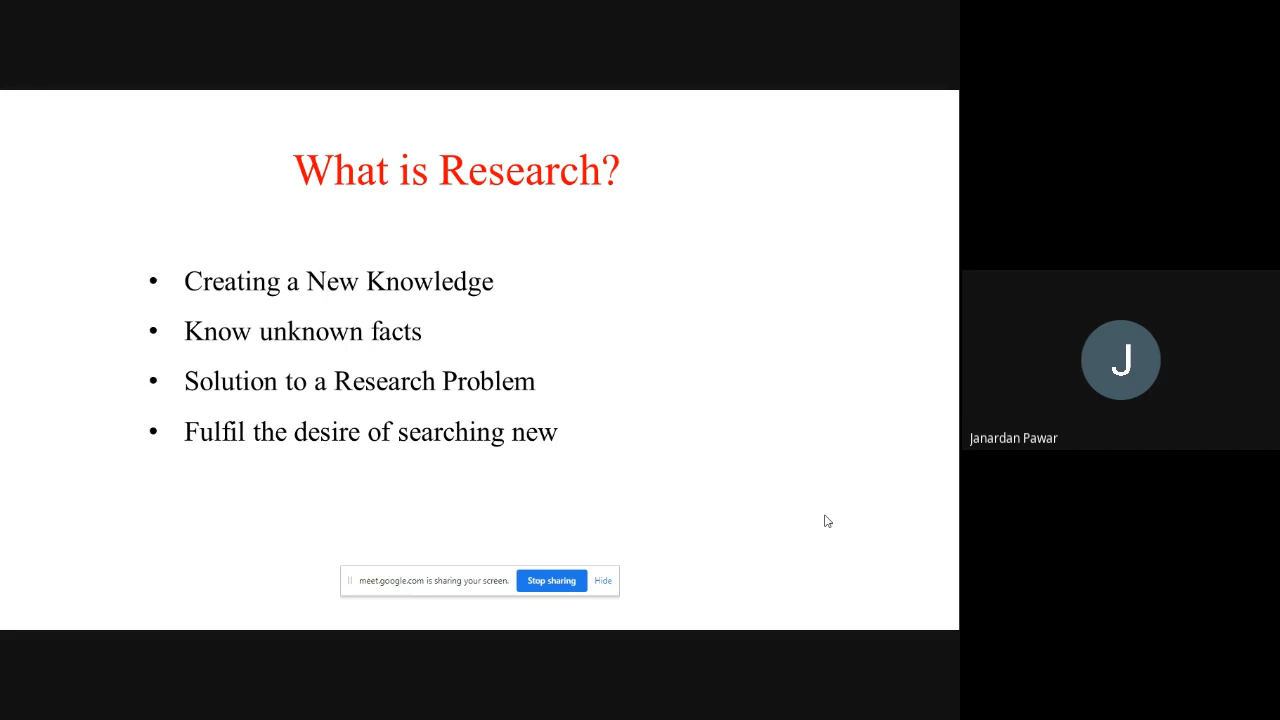 What is Research?
• Creating a New Knowledge
• Know unknown facts
• Solution to a Research Problem
• Fulfil the desire of searching new
meet.google.com is sharing your screen. Stop sharing Hide
J
Janardan Pawar